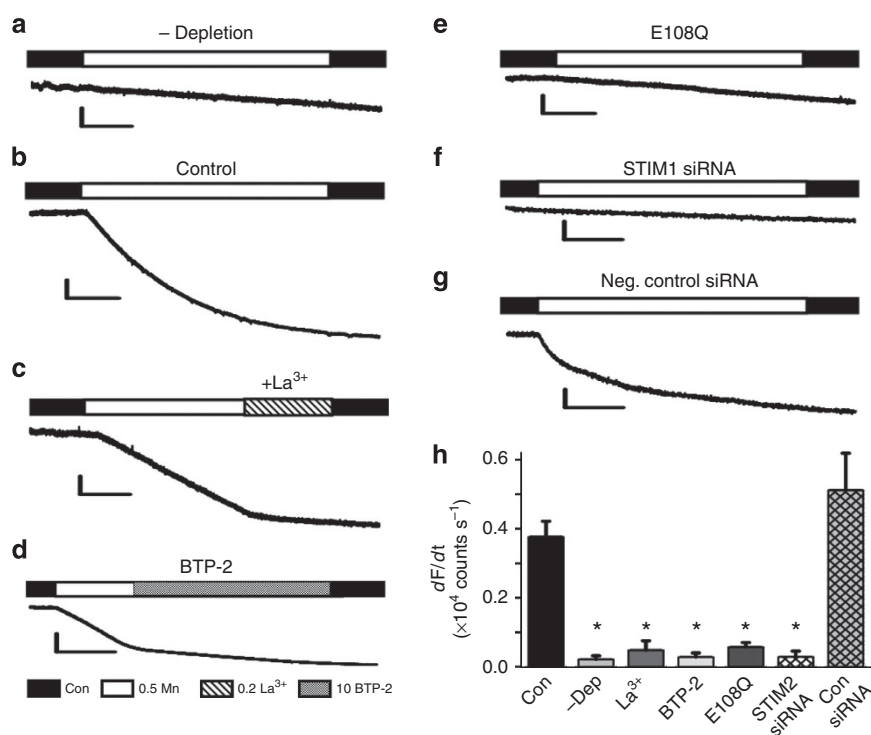 a
– Depletion
b
Control
c
+La³⁺
d
BTP-2
Con
0.5 Mn
0.2 La³⁺
10 BTP-2
e
E108Q
f
STIM1 siRNA
g
Neg. control siRNA
h
dF/dt
(×10⁴ counts s⁻¹)
0.6
0.4
0.2
0.0
* * * * *
Con
–Dep
La³⁺
BTP-2
E108Q
STIM2
siRNA
Con
siRNA